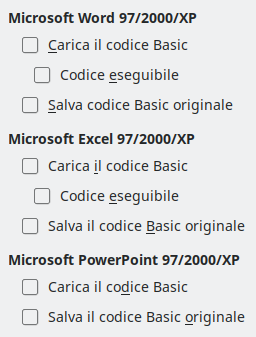 Microsoft Word 97/2000/XP
Carica il codice Basic
Codice eseguibile
Salva codice Basic originale
Microsoft Excel 97/2000/XP
Carica il codice Basic
Codice eseguibile
Salva il codice Basic originale
Microsoft PowerPoint 97/2000/XP
Carica il codice Basic
Salva il codice Basic originale